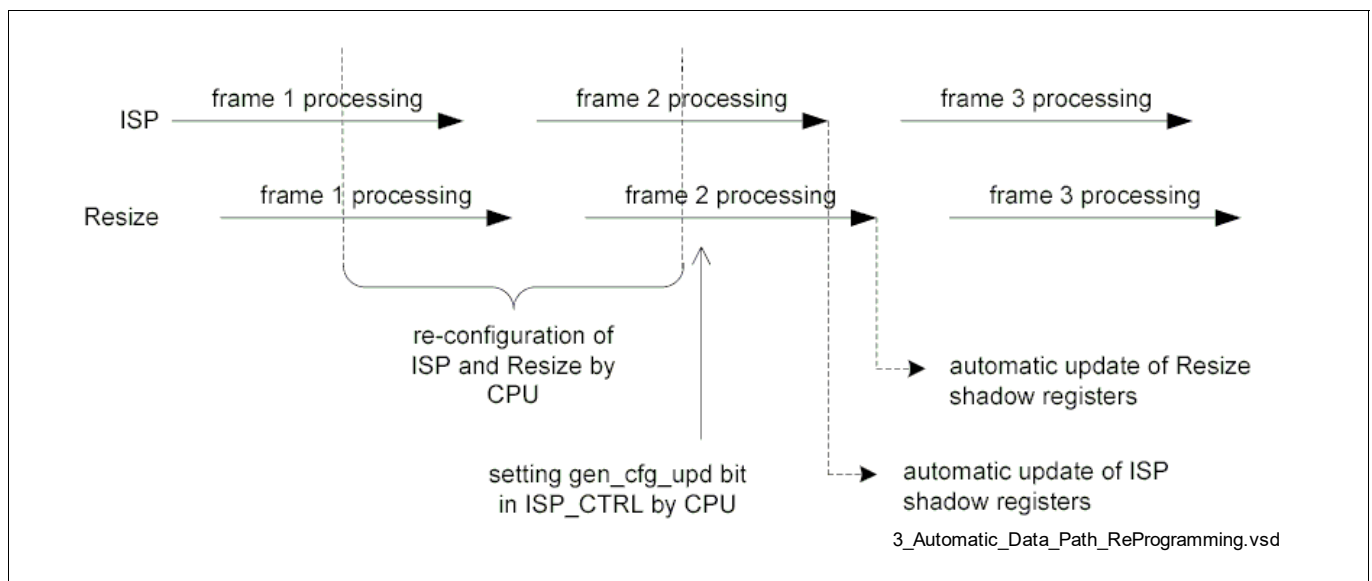 frame 1 processing
frame 2 processing
frame 3 processing
ISP
frame 1 processing
frame 2 processing
frame 3 processing
Resize
re-configuration of
ISP and Resize by
CPU
automatic update of Resize
shadow registers
setting gen_cfg_upd bit
in ISP_CTRL by CPU
automatic update of ISP
shadow registers
3_Automatic_Data_Path_ReProgramming.vsd